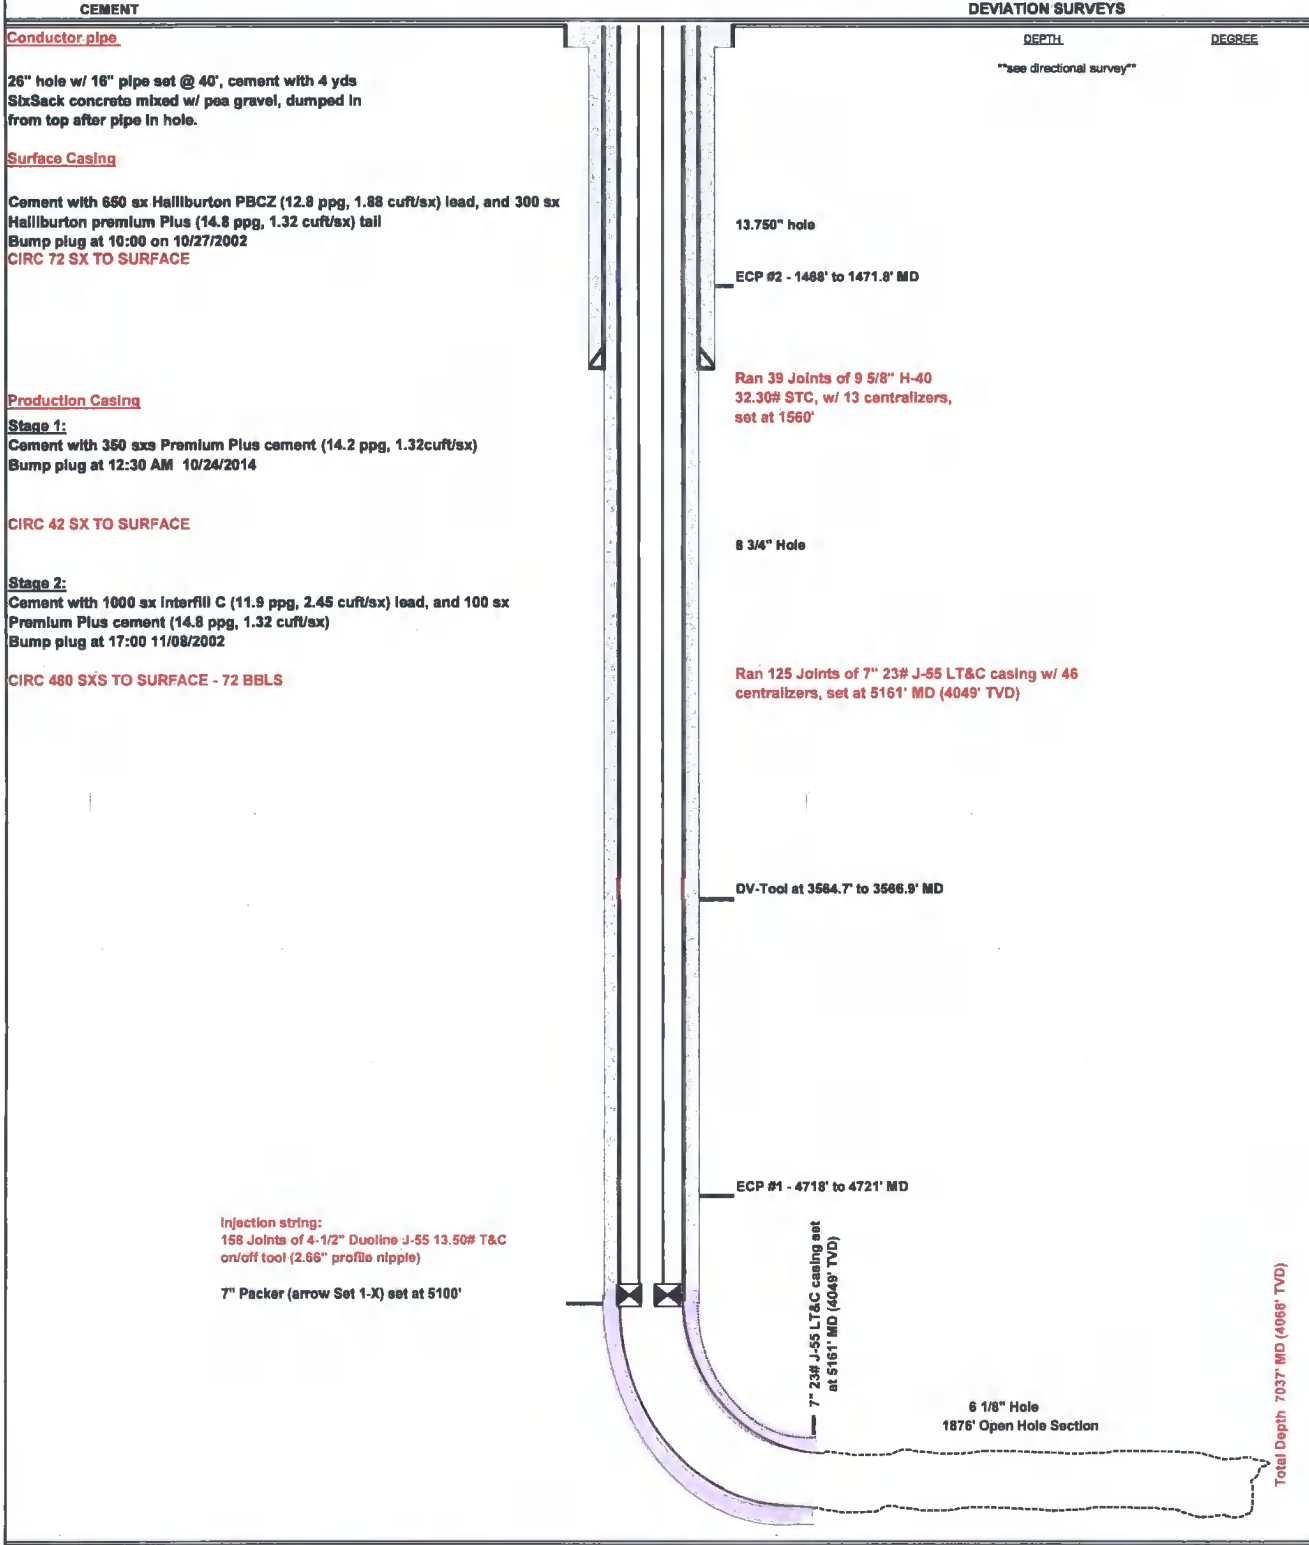 CEMENT
DEVIATION SURVEYS
Conductor pipe
DEPTH
DEGREE
**see directional survey**
26" hole w/ 16" pipe set @ 40', cement with 4 yds
SixSack concrete mixed w/ pea gravel, dumped in
from top after pipe in hole.
Surface Casing
Cement with 650 sx Halliburton PBCZ (12.8 ppg, 1.88 cuft/sx) lead, and 300 sx
Halliburton premium Plus (14.8 ppg, 1.32 cuft/sx) tail
Bump plug at 10:00 on 10/27/2002
CIRC 72 SX TO SURFACE
13.750" hole
ECP #2 - 1468' to 1471.8' MD
Ran 39 Joints of 9 5/8" H-40
32.30# STC, w/ 13 centralizers,
set at 1560'
Production Casing
Stage 1:
Cement with 350 sxs Premium Plus cement (14.2 ppg, 1.32cuft/sx)
Bump plug at 12:30 AM 10/24/2014
CIRC 42 SX TO SURFACE
8 3/4" Hole
Stage 2:
Cement with 1000 sx Interfill C (11.9 ppg, 2.45 cuft/sx) lead, and 100 sx
Premium Plus cement (14.8 ppg, 1.32 cuft/sx)
Bump plug at 17:00 11/08/2002
CIRC 480 SXS TO SURFACE - 72 BBLS
Ran 125 Joints of 7" 23# J-55 LT&C casing w/ 46
centralizers, set at 5161' MD (4049' TVD)
DV-Tool at 3564.7' to 3566.9' MD
ECP #1 - 4718' to 4721' MD
Injection string:
158 Joints of 4-1/2" Duoline J-55 13.50# T&C
on/off tool (2.66" profile nipple)
7" Packer (arrow Set 1-X) set at 5100'
7" 23# J-55 LT&C casing set
at 5161' MD (4049' TVD)
6 1/8" Hole
1876' Open Hole Section
Total Depth 7037' MD (4068' TVD)